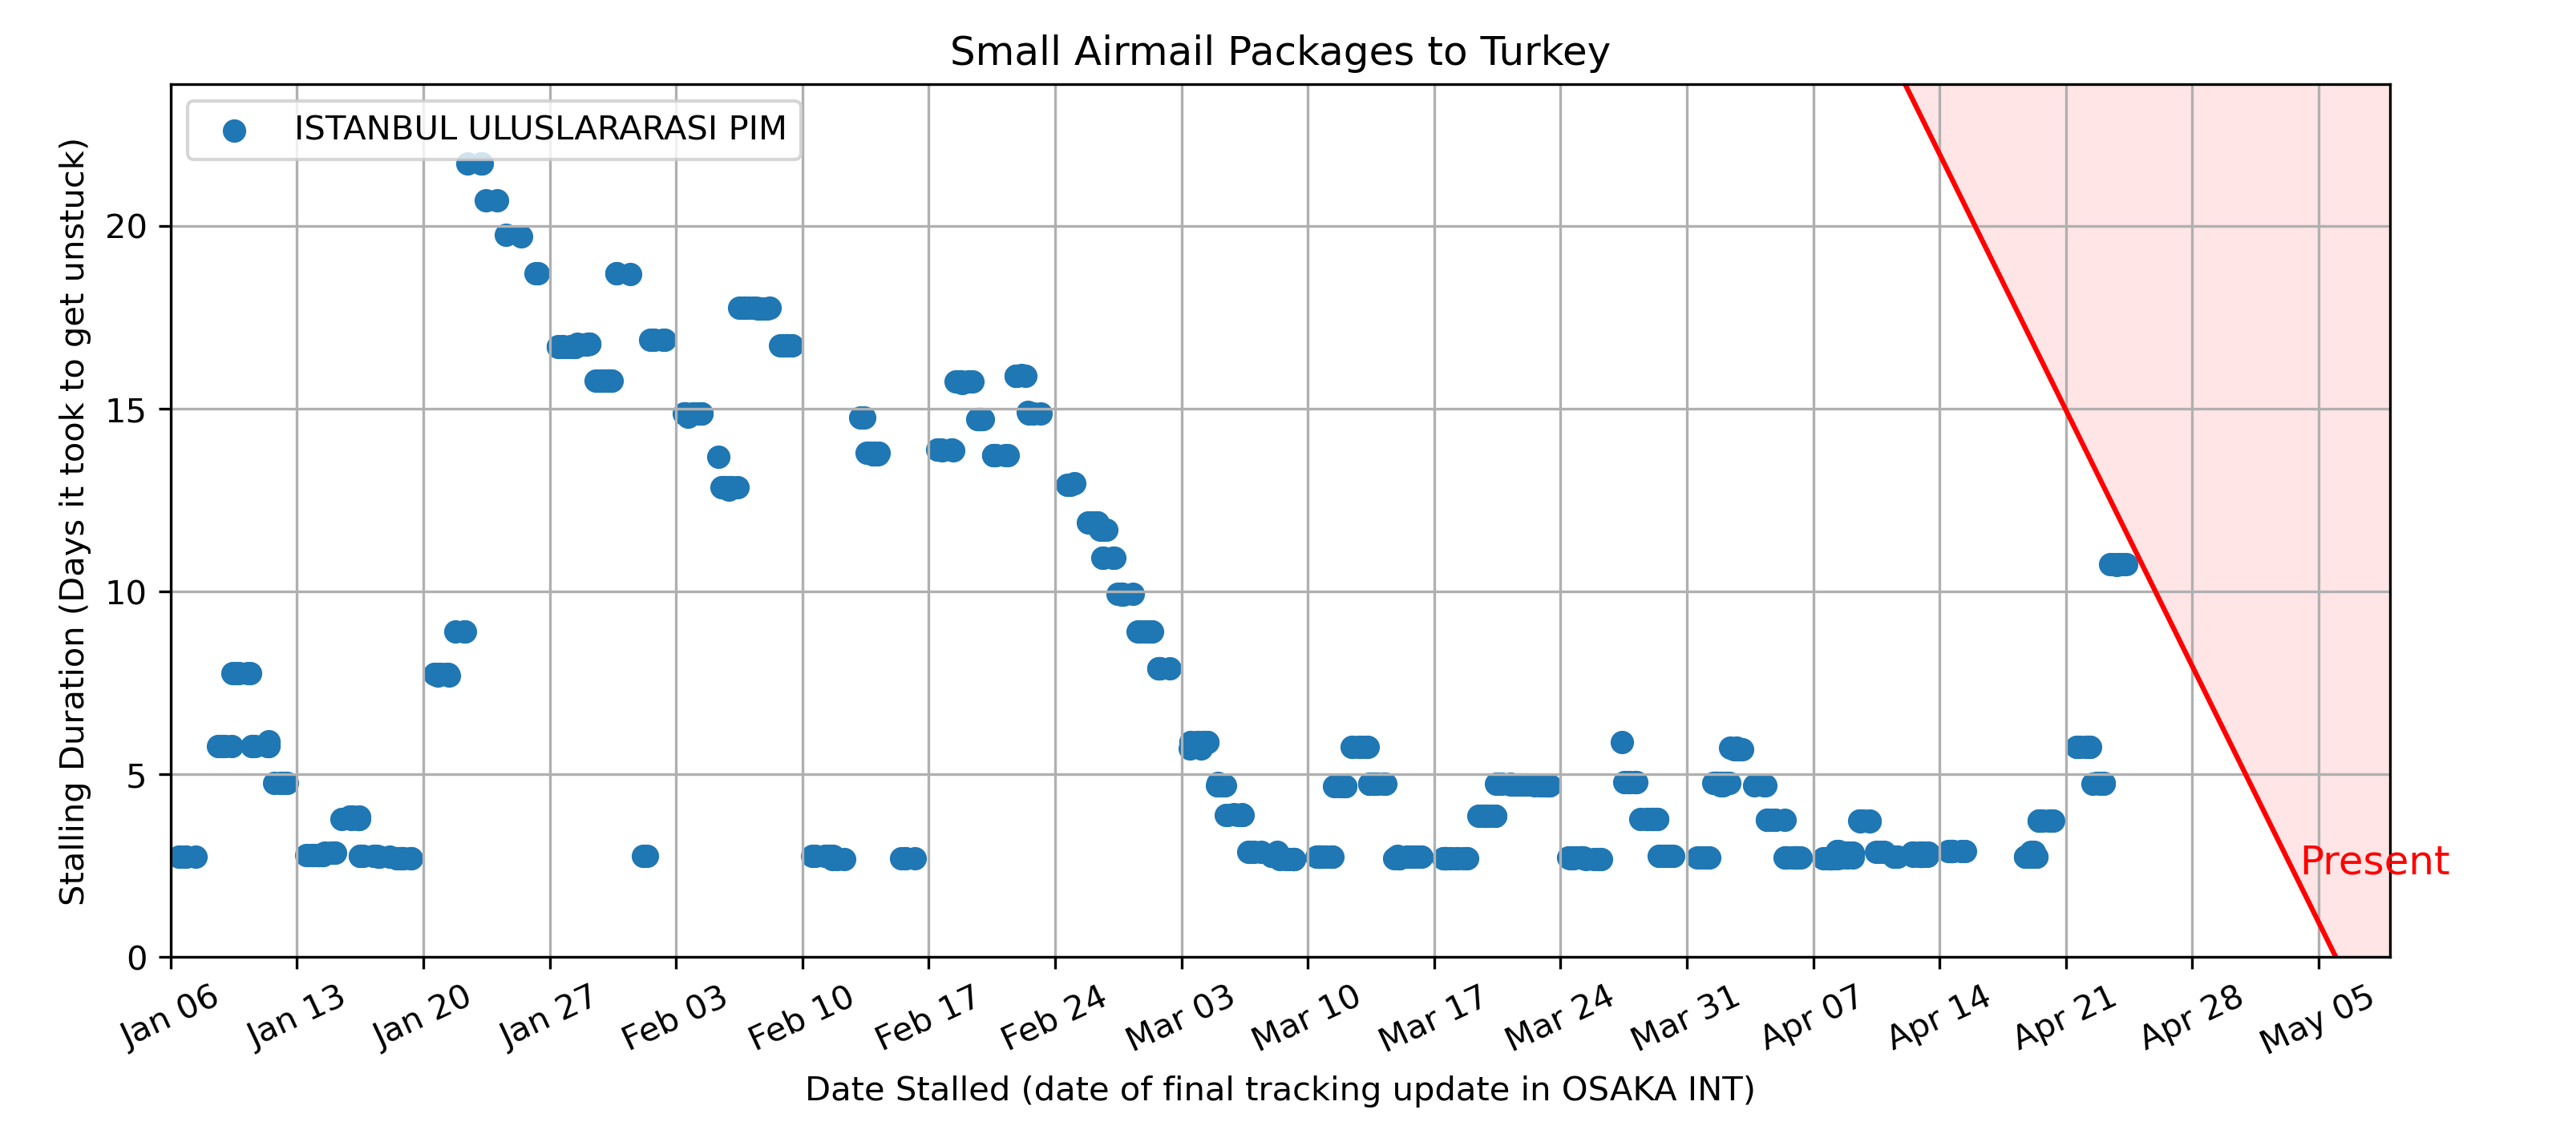 Small Airmail Packages to Turkey
ISTANBUL ULUSLARARASI PIM
Stalling Duration (Days it took to get unstuck)
20
15
10
5
0
Present
Jan 06
Jan 13
Jan 20
Jan 27
Feb 03
Feb 10
Feb 17
Feb 24
Mar 03
Mar 10
Mar 17
Mar 24
Mar 31
Apr 07
Apr 14
Apr 21
Apr 28
May 05
Date Stalled (date of final tracking update in OSAKA INT)